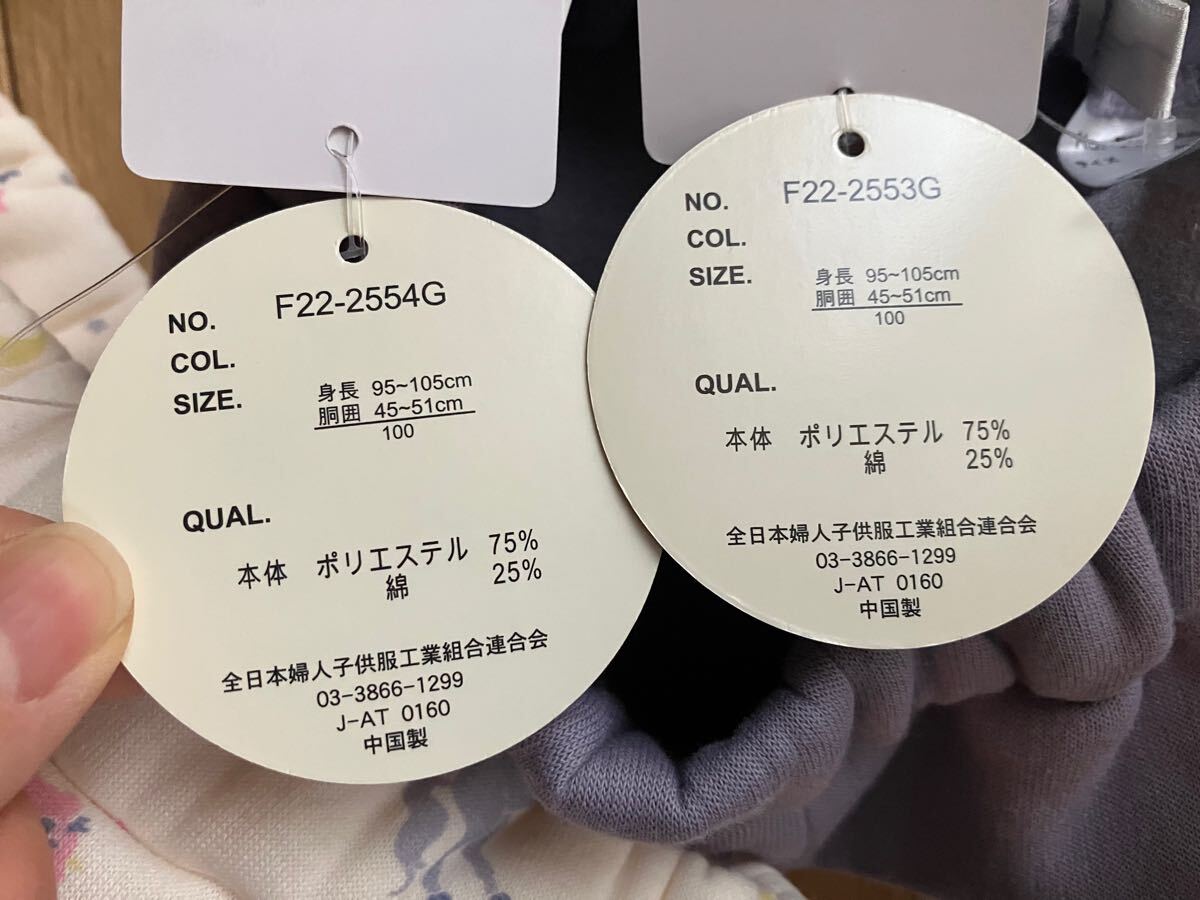 NO. F22-2554G
COL.
SIZE.
身長 95~105cm
胴囲 45~51cm
100
QUAL.
本体 ポリエステル 75%
綿 25%
全日本婦人子供服工業組合連合会
03-3866-1299
J-AT 0160
中国製
NO. F22-2553G
COL.
SIZE.
身長 95~105cm
胴囲 45~51cm
100
QUAL.
本体 ポリエステル 75%
綿 25%
全日本婦人子供服工業組合連合会
03-3866-1299
J-AT 0160
中国製